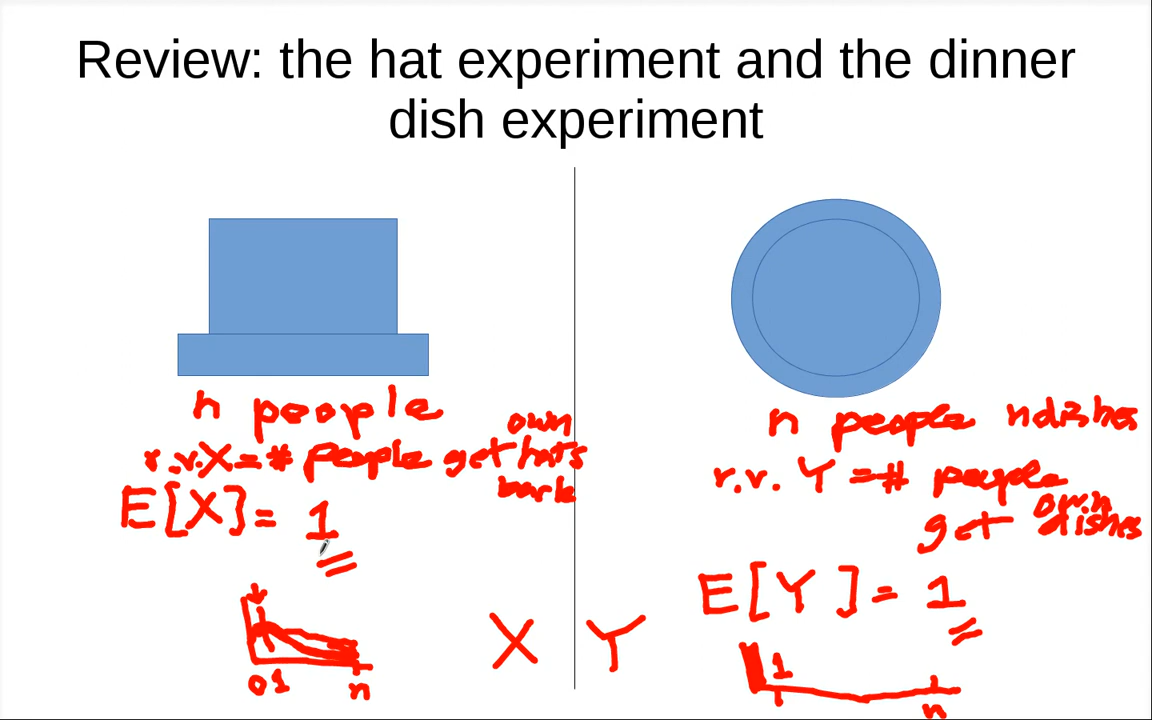 Review: the hat experiment and the dinner
dish experiment
n people
own
r.v. X = # people get hats
back
E[X] = 1
0 1 n
X Y
n people n dishes
r.v. Y = # people
own
get dishes
E[Y] = 1
1
n